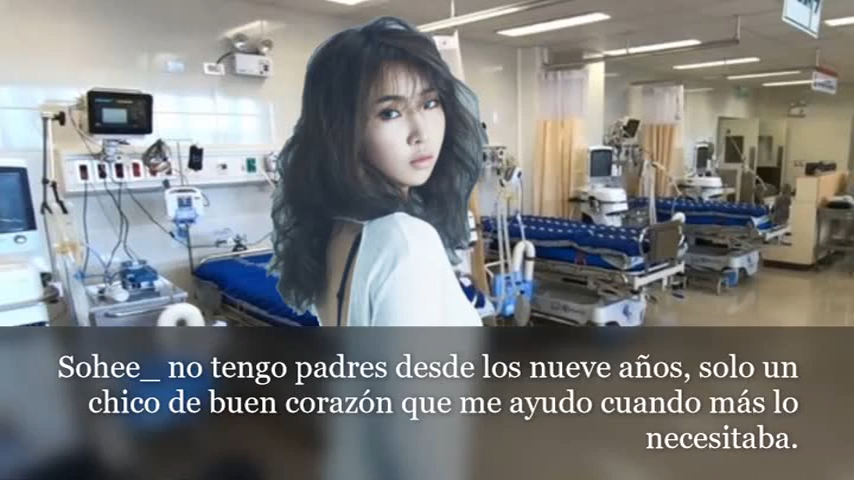 Sohee_ no tengo padres desde los nueve años, solo un
chico de buen corazón que me ayudo cuando más lo
necesitaba.